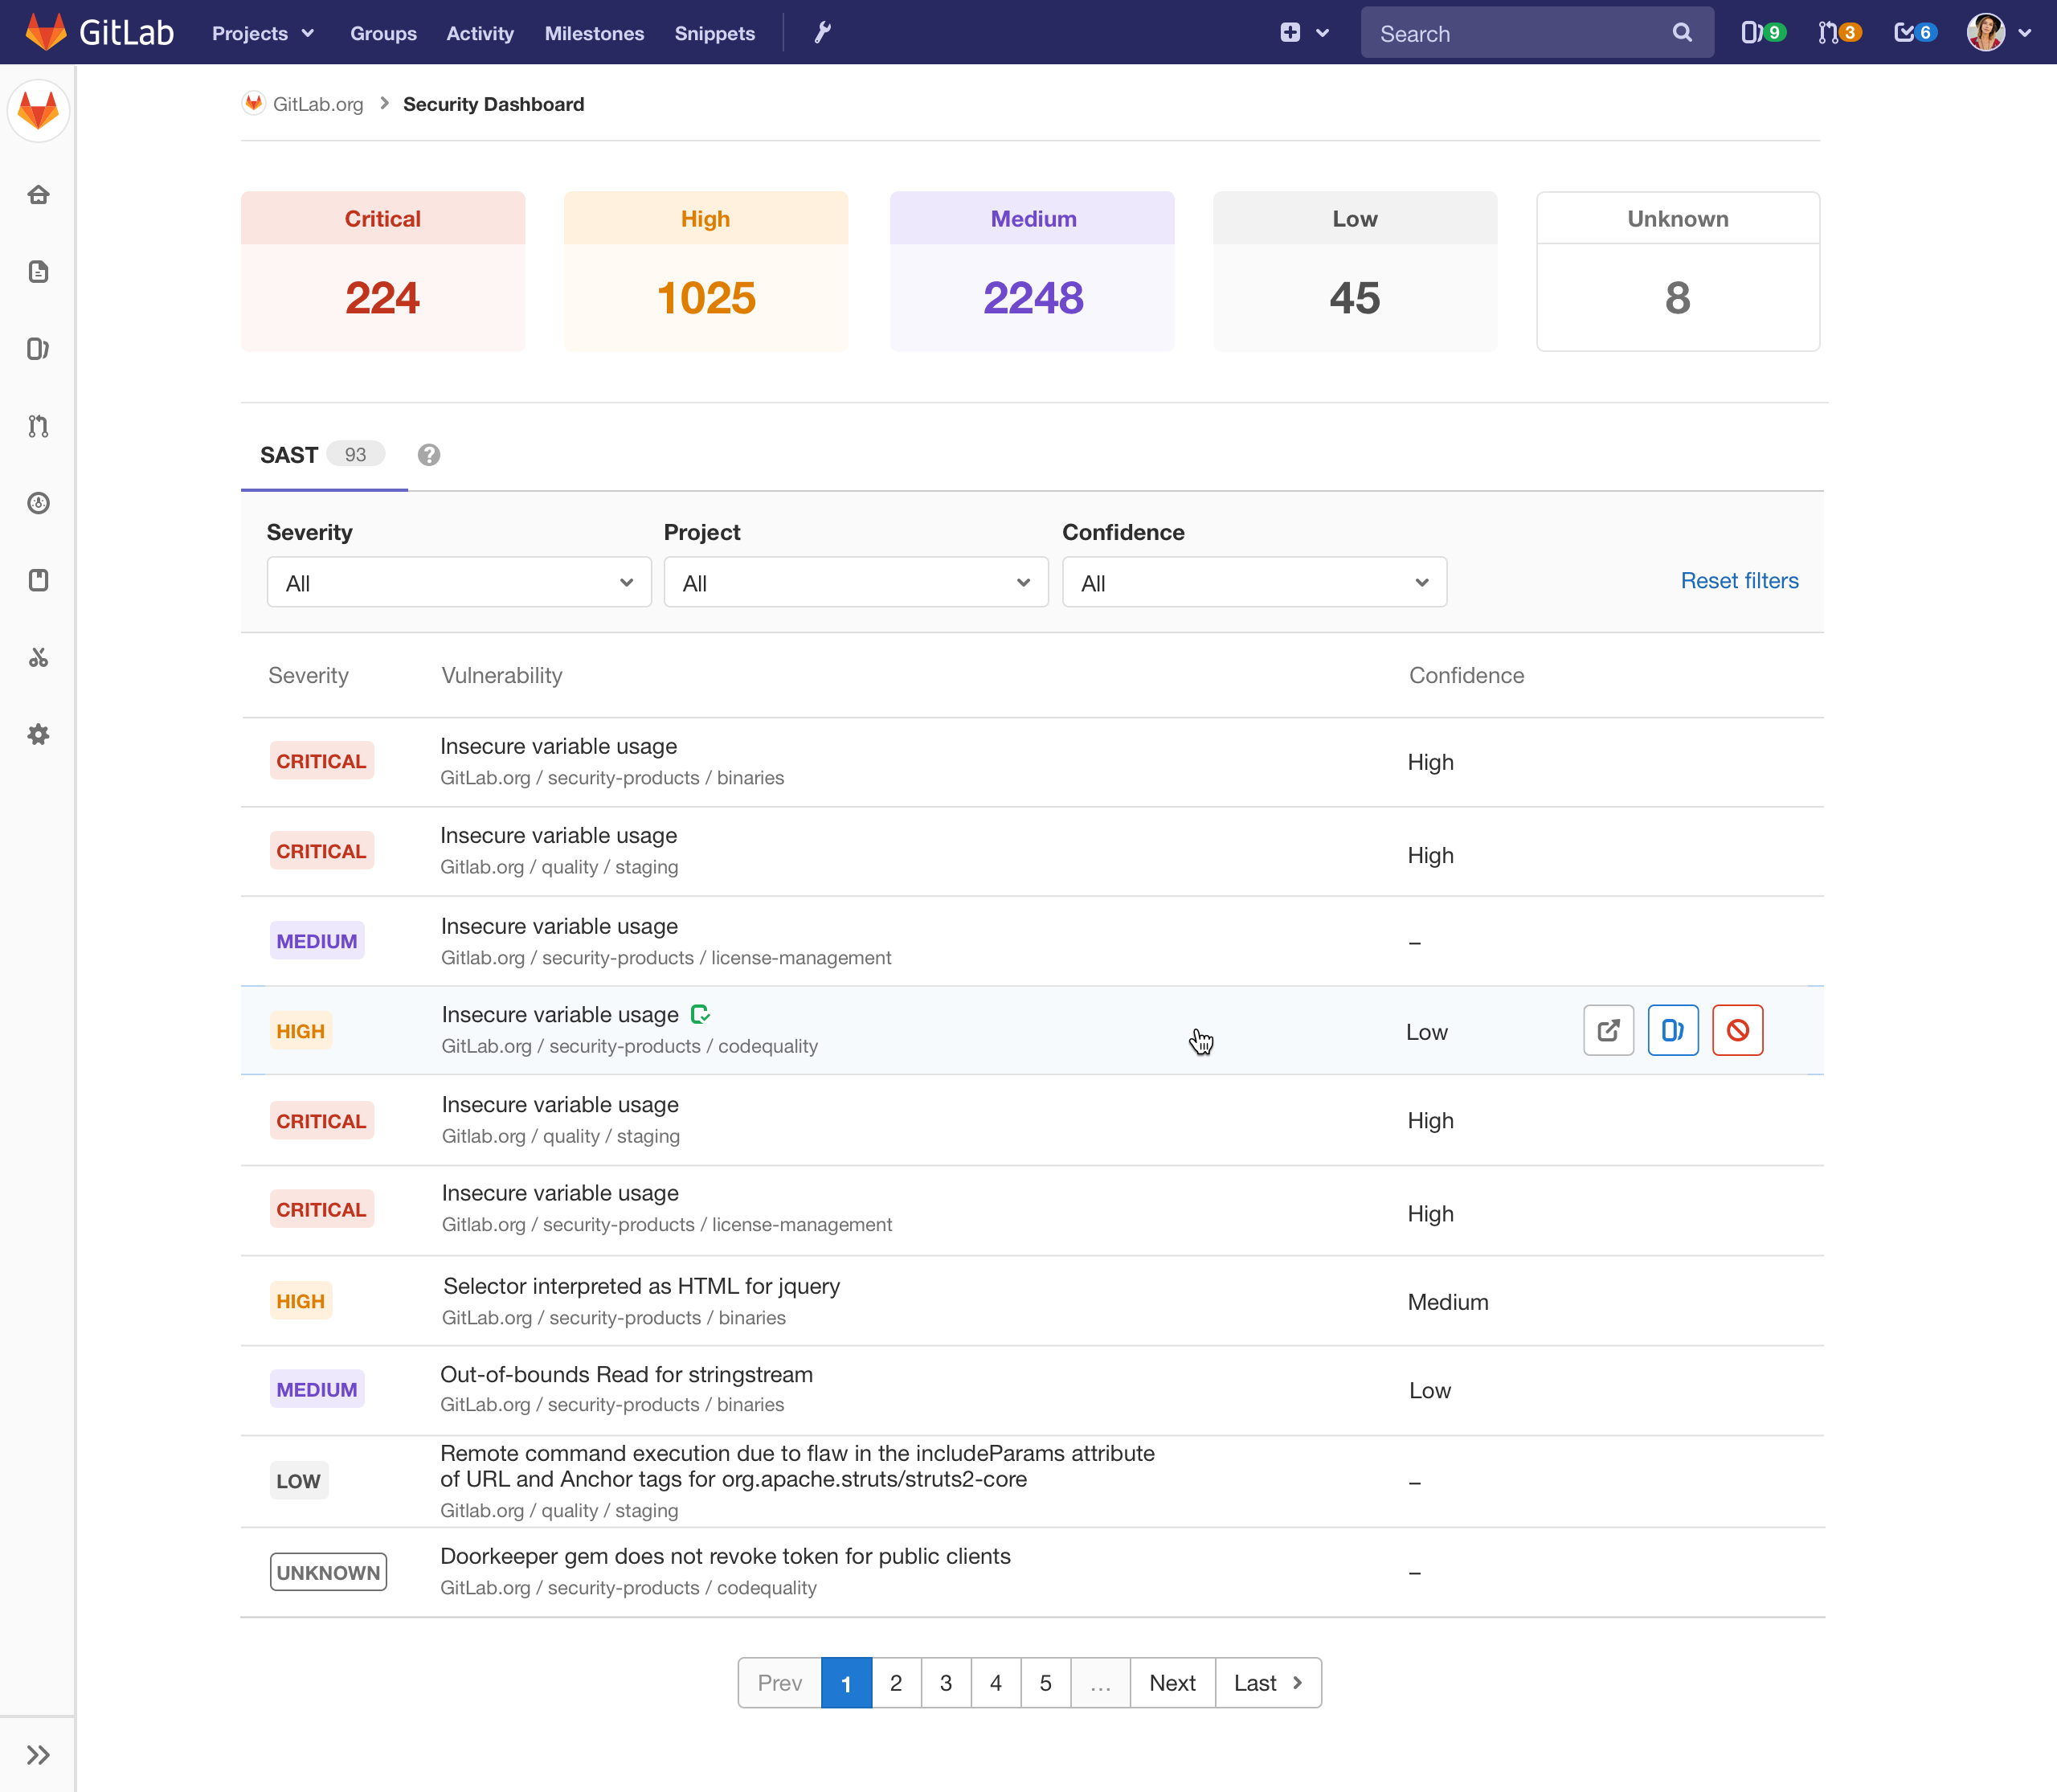 GitLab
Projects
Groups
Activity
Milestones
Snippets
Search
9
3
6
GitLab.org
Security Dashboard
Critical
High
Medium
Low
Unknown
224
1025
2248
45
8
SAST 93
?
Severity
Project
Confidence
All
All
All
Reset filters
Severity
Vulnerability
Confidence
CRITICAL
Insecure variable usage
GitLab.org / security-products / binaries
High
CRITICAL
Insecure variable usage
Gitlab.org / quality / staging
High
MEDIUM
Insecure variable usage
Gitlab.org / security-products / license-management
–
HIGH
Insecure variable usage
GitLab.org / security-products / codequality
Low
CRITICAL
Insecure variable usage
Gitlab.org / quality / staging
High
CRITICAL
Insecure variable usage
Gitlab.org / security-products / license-management
High
HIGH
Selector interpreted as HTML for jquery
GitLab.org / security-products / binaries
Medium
MEDIUM
Out-of-bounds Read for stringstream
GitLab.org / security-products / binaries
Low
LOW
Remote command execution due to flaw in the includeParams attribute
of URL and Anchor tags for org.apache.struts/struts2-core
Gitlab.org / quality / staging
–
UNKNOWN
Doorkeeper gem does not revoke token for public clients
GitLab.org / security-products / codequality
–
Prev 1 2 3 4 5 … Next Last